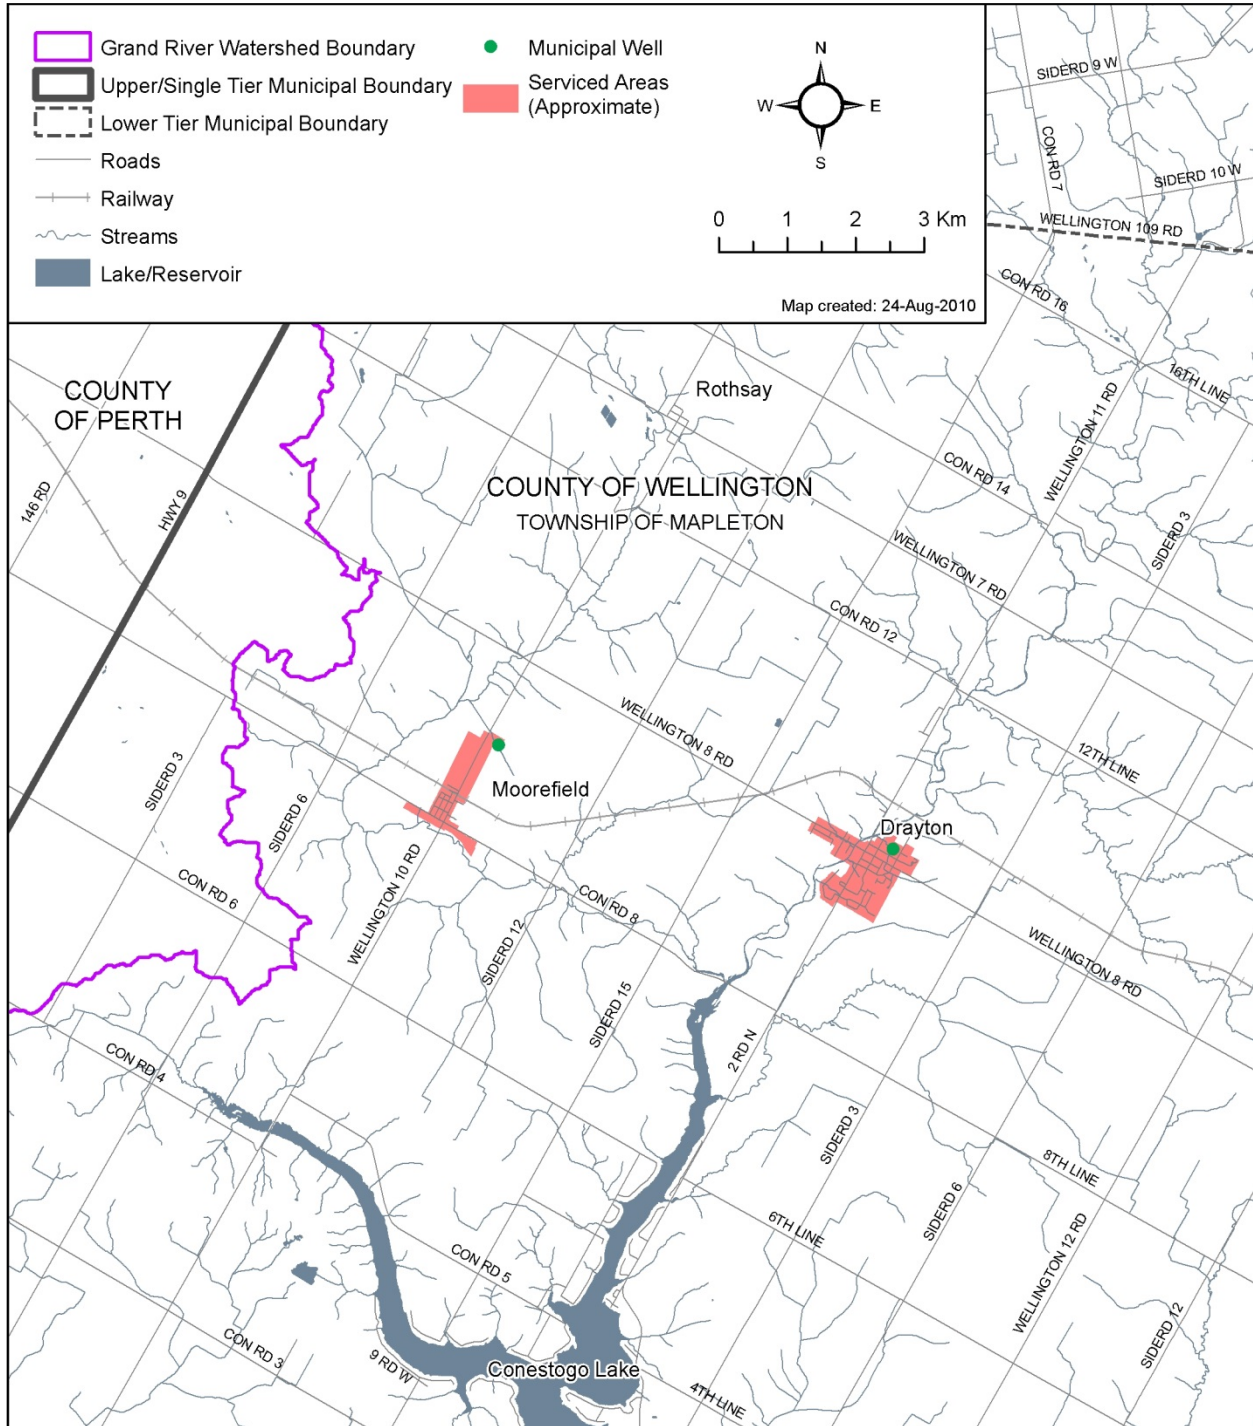 Grand River Watershed Boundary
Upper/Single Tier Municipal Boundary
Lower Tier Municipal Boundary
Roads
Railway
Streams
Lake/Reservoir
Municipal Well
Serviced Areas
(Approximate)
N
W
E
S
0 1 2 3 Km
Map created: 24-Aug-2010
SIDERD 9 W
CON RD 7
SIDERD 10 W
WELLINGTON 109 RD
CON RD 16
16TH LINE
COUNTY
OF PERTH
Rothsay
WELLINGTON 11 RD
CON RD 14
146 RD
HWY 9
COUNTY OF WELLINGTON
TOWNSHIP OF MAPLETON
SIDERD 3
WELLINGTON 7 RD
CON RD 12
WELLINGTON 8 RD
12TH LINE
SIDERD 3
SIDERD 6
Moorefield
Drayton
WELLINGTON 10 RD
CON RD 6
CON RD 8
SIDERD 12
WELLINGTON 8 RD
SIDERD 15
2 RD N
CON RD 4
SIDERD 3
8TH LINE
SIDERD 6
6TH LINE
WELLINGTON 12 RD
CON RD 5
SIDERD 12
CON RD 3
9 RD W
Conestogo Lake
4TH LINE